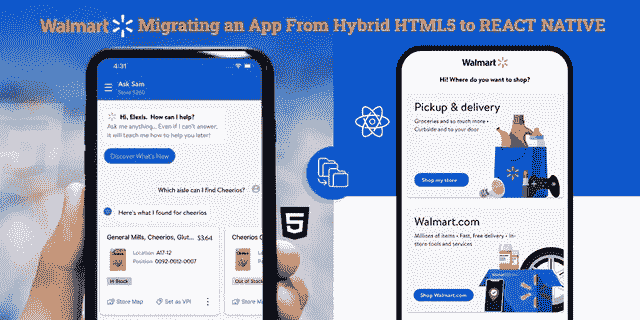 Walmart Migrating an App From Hybrid HTML5 to REACT NATIVE
4:31
Ask Sam
Hi, Elexis. How can I help?
Ask me anything... Even if I can't answer,
it will teach me how to help you later!
Discover What's New
Which aisle can I find Cheerios?
Here's what I found for cheerios
General Mills, Cheerios, Glut... $3.64
Location A17-12
Position 0092-0012-0007
In Stock
Store Map Set as VPI
Cheerios, C
Out of Stock
Store Map
5
Walmart
Hi! Where do you want to shop?
Pickup & delivery
Groceries and so much more •
Curbside and to your door
Shop my store
Walmart.com
Millions of items • Fast, free delivery • In-
store tools and services
Shop Walmart.com